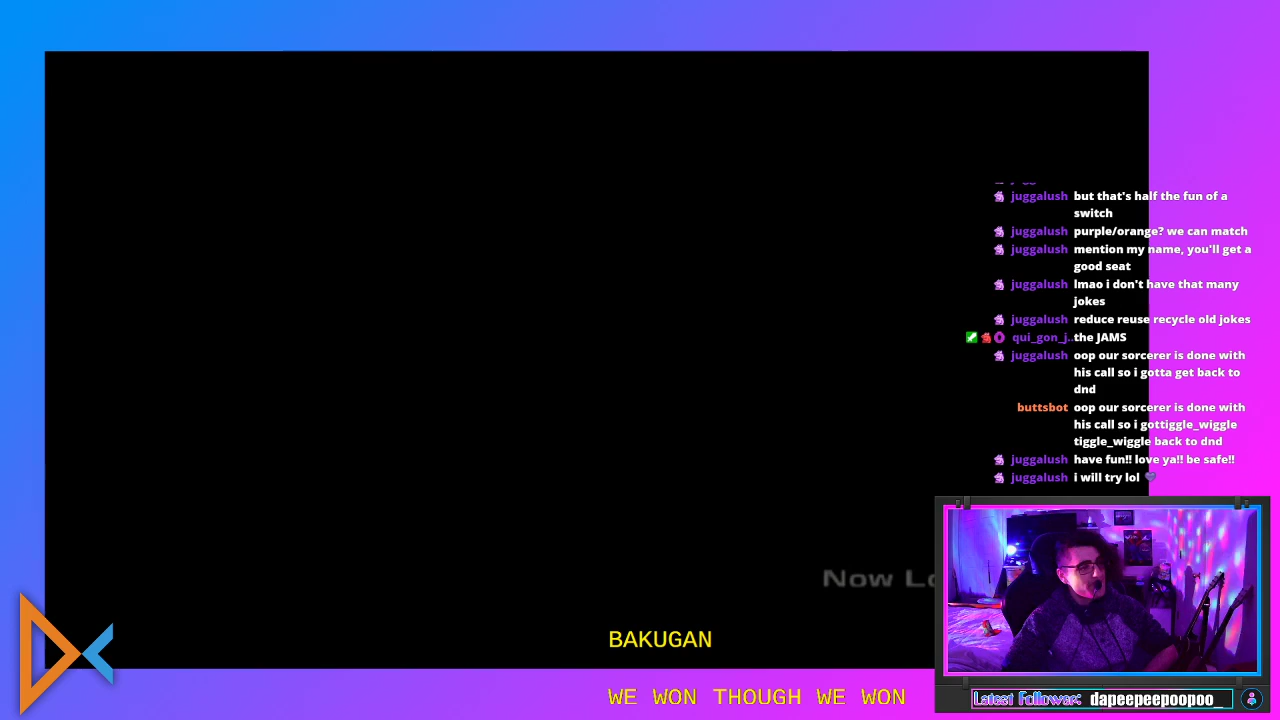 juggalush but that's half the fun of a
switch
juggalush purple/orange? we can match
juggalush mention my name, you'll get a
good seat
juggalush lmao i don't have that many
jokes
juggalush reduce reuse recycle old jokes
qui_gon_j..the JAMS
juggalush oop our sorcerer is done with
his call so i gotta get back to
dnd
buttsbot oop our sorcerer is done with
his call so i gottiggle_wiggle
tiggle_wiggle back to dnd
juggalush have fun!! love ya!! be safe!!
juggalush i will try lol
Now Lo
BAKUGAN
WE WON THOUGH WE WON
Latest Follower: dapeepeepoopoo_